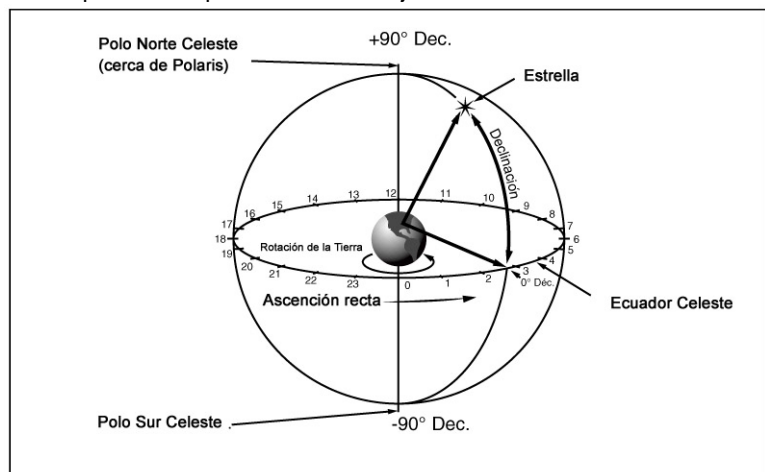 +90° Dec.
Polo Norte Celeste
(cerca de Polaris)
Estrella
Declinación
12
13
11
14
10
15
9
16
8
17
7
18
6
19
5
20
4
21
3
22
2
23
1
0
Rotación de la Tierra
0° Déc.
Ascención recta
Ecuador Celeste
Polo Sur Celeste
-90° Dec.